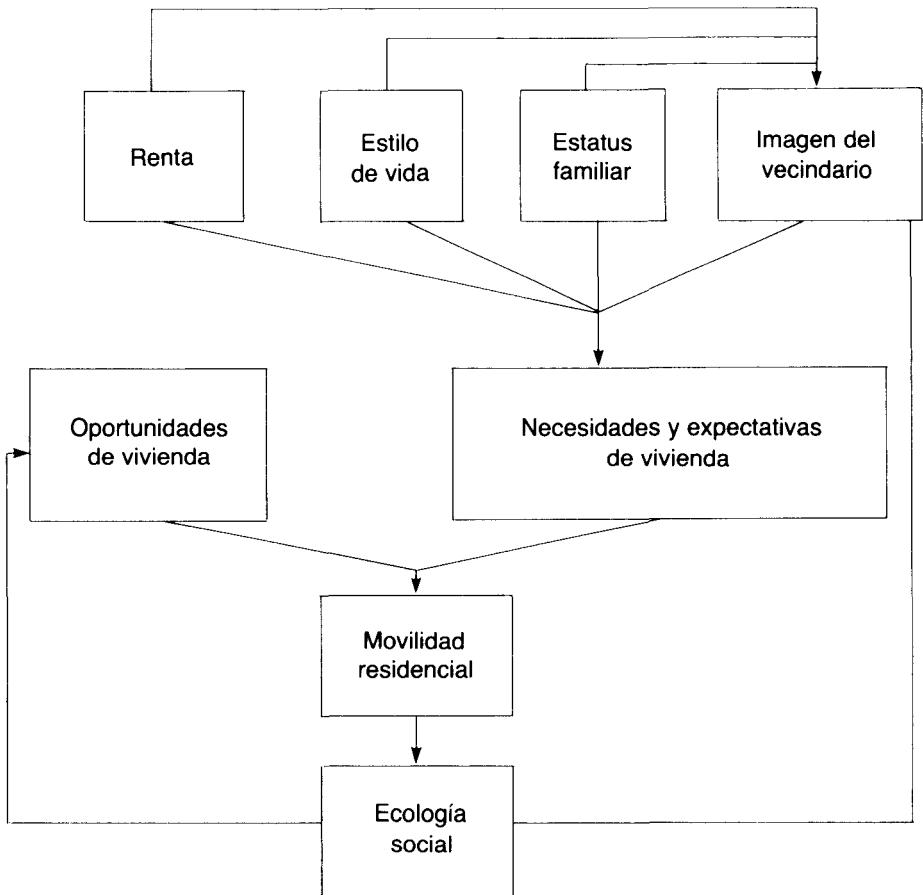 Renta
Estilo
de vida
Estatus
familiar
Imagen del
vecindario
Oportunidades
de vivienda
Necesidades y expectativas
de vivienda
Movilidad
residencial
Ecología
social